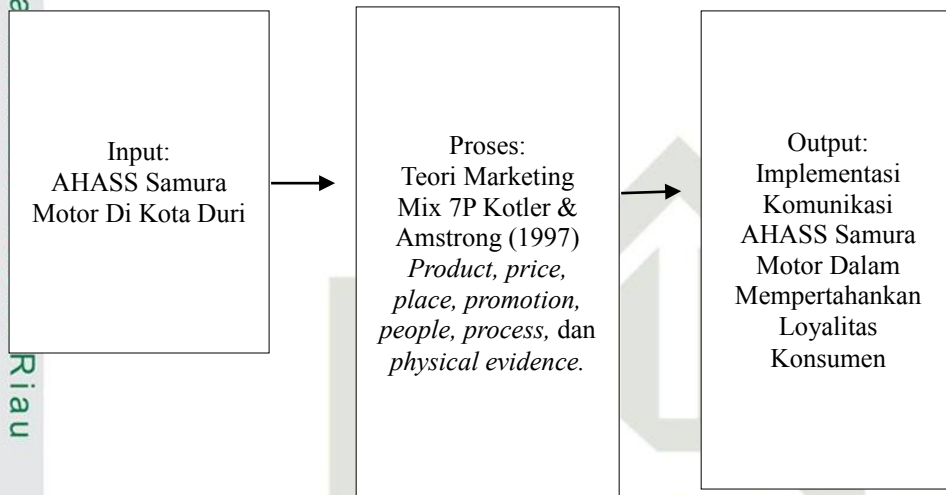 Input:
AHASS Samura
Motor Di Kota Duri
Proses:
Teori Marketing
Mix 7P Kotler &
Amstrong (1997)
Product, price,
place, promotion,
people, process, dan
physical evidence.
Output:
Implementasi
Komunikasi
AHASS Samura
Motor Dalam
Mempertahankan
Loyalitas
Konsumen
Riau